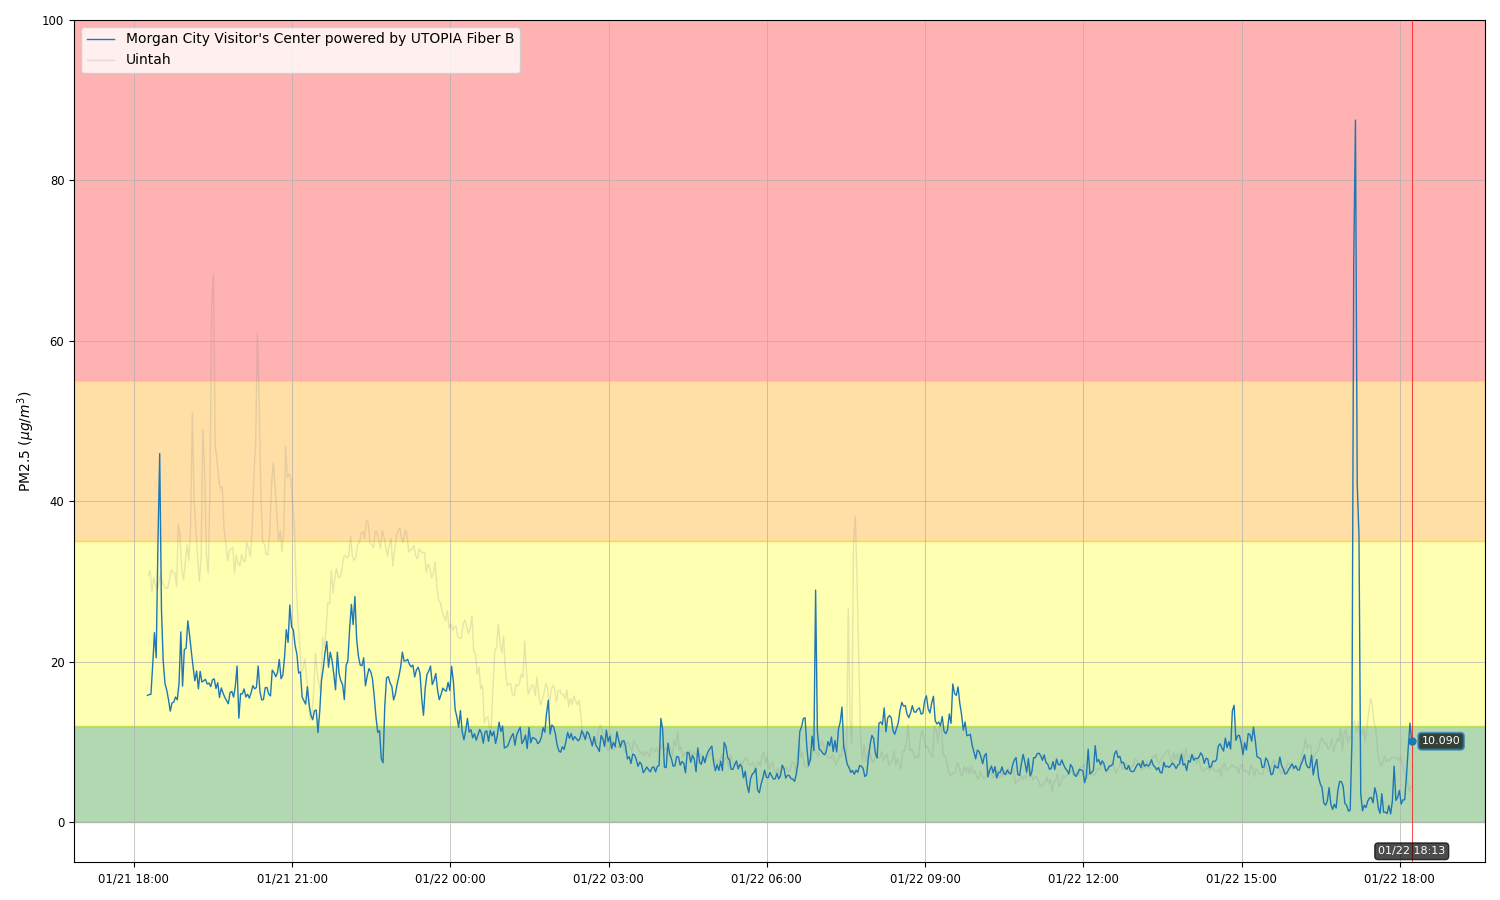 100
Morgan City Visitor's Center powered by UTOPIA Fiber B
Uintah
80
60
PM2.5 (μg/m³)
40
20
10.090
0
01/22 18:13
01/21 18:00 01/21 21:00 01/22 00:00 01/22 03:00 01/22 06:00 01/22 09:00 01/22 12:00 01/22 15:00 01/22 18:00